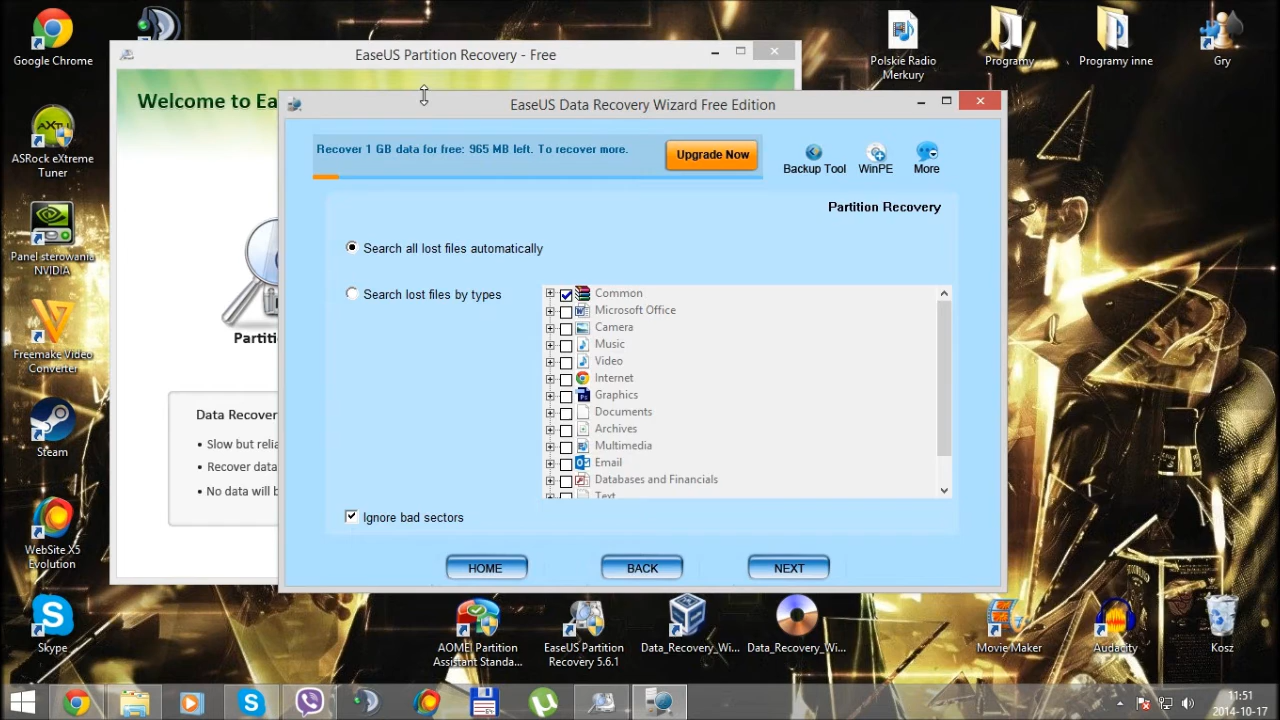 Google Chrome
Polskie Radio
Merkury
Programy
Programy inne
Gry
EaseUS Partition Recovery - Free
Welcome to Ea
EaseUS Data Recovery Wizard Free Edition
Recover 1 GB data for free: 965 MB left. To recover more.
Upgrade Now
Backup Tool
WinPE
More
Partition Recovery
Search all lost files automatically
Search lost files by types
Common
Microsoft Office
Camera
Music
Video
Internet
Graphics
Documents
Archives
Multimedia
Email
Databases and Financials
Text
Ignore bad sectors
HOME
BACK
NEXT
Partiti
Data Recover
• Slow but relia
• Recover data
• No data will b
ASRock eXtreme
Tuner
Panel sterowania
NVIDIA
Freemake Video
Converter
Steam
WebSite X5
Evolution
Skype
AOMEI Partition
Assistant Standa...
EaseUS Partition
Recovery 5.6.1
Data_Recovery_Wi...
Data_Recovery_Wi...
Movie Maker
Audacity
Kosz
11:51
2014-10-17